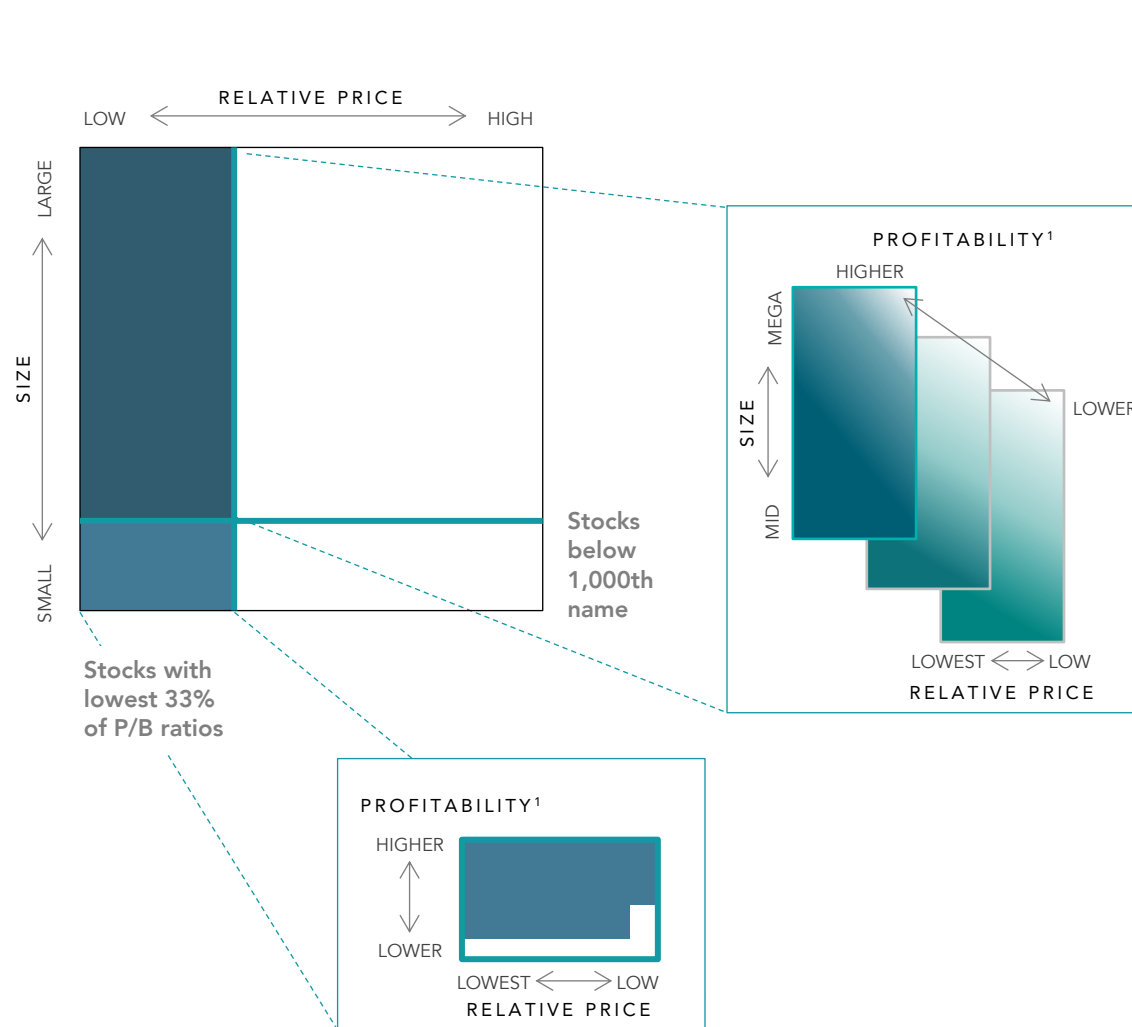 RELATIVE PRICE
LOW
HIGH
LARGE
SIZE
SMALL
Stocks
below
1,000th
name
Stocks with
lowest 33%
of P/B ratios
PROFITABILITY¹
HIGHER
MEGA
SIZE
MID
LOWER
LOWEST
LOW
RELATIVE PRICE
PROFITABILITY¹
HIGHER
LOWER
LOWEST
LOW
RELATIVE PRICE